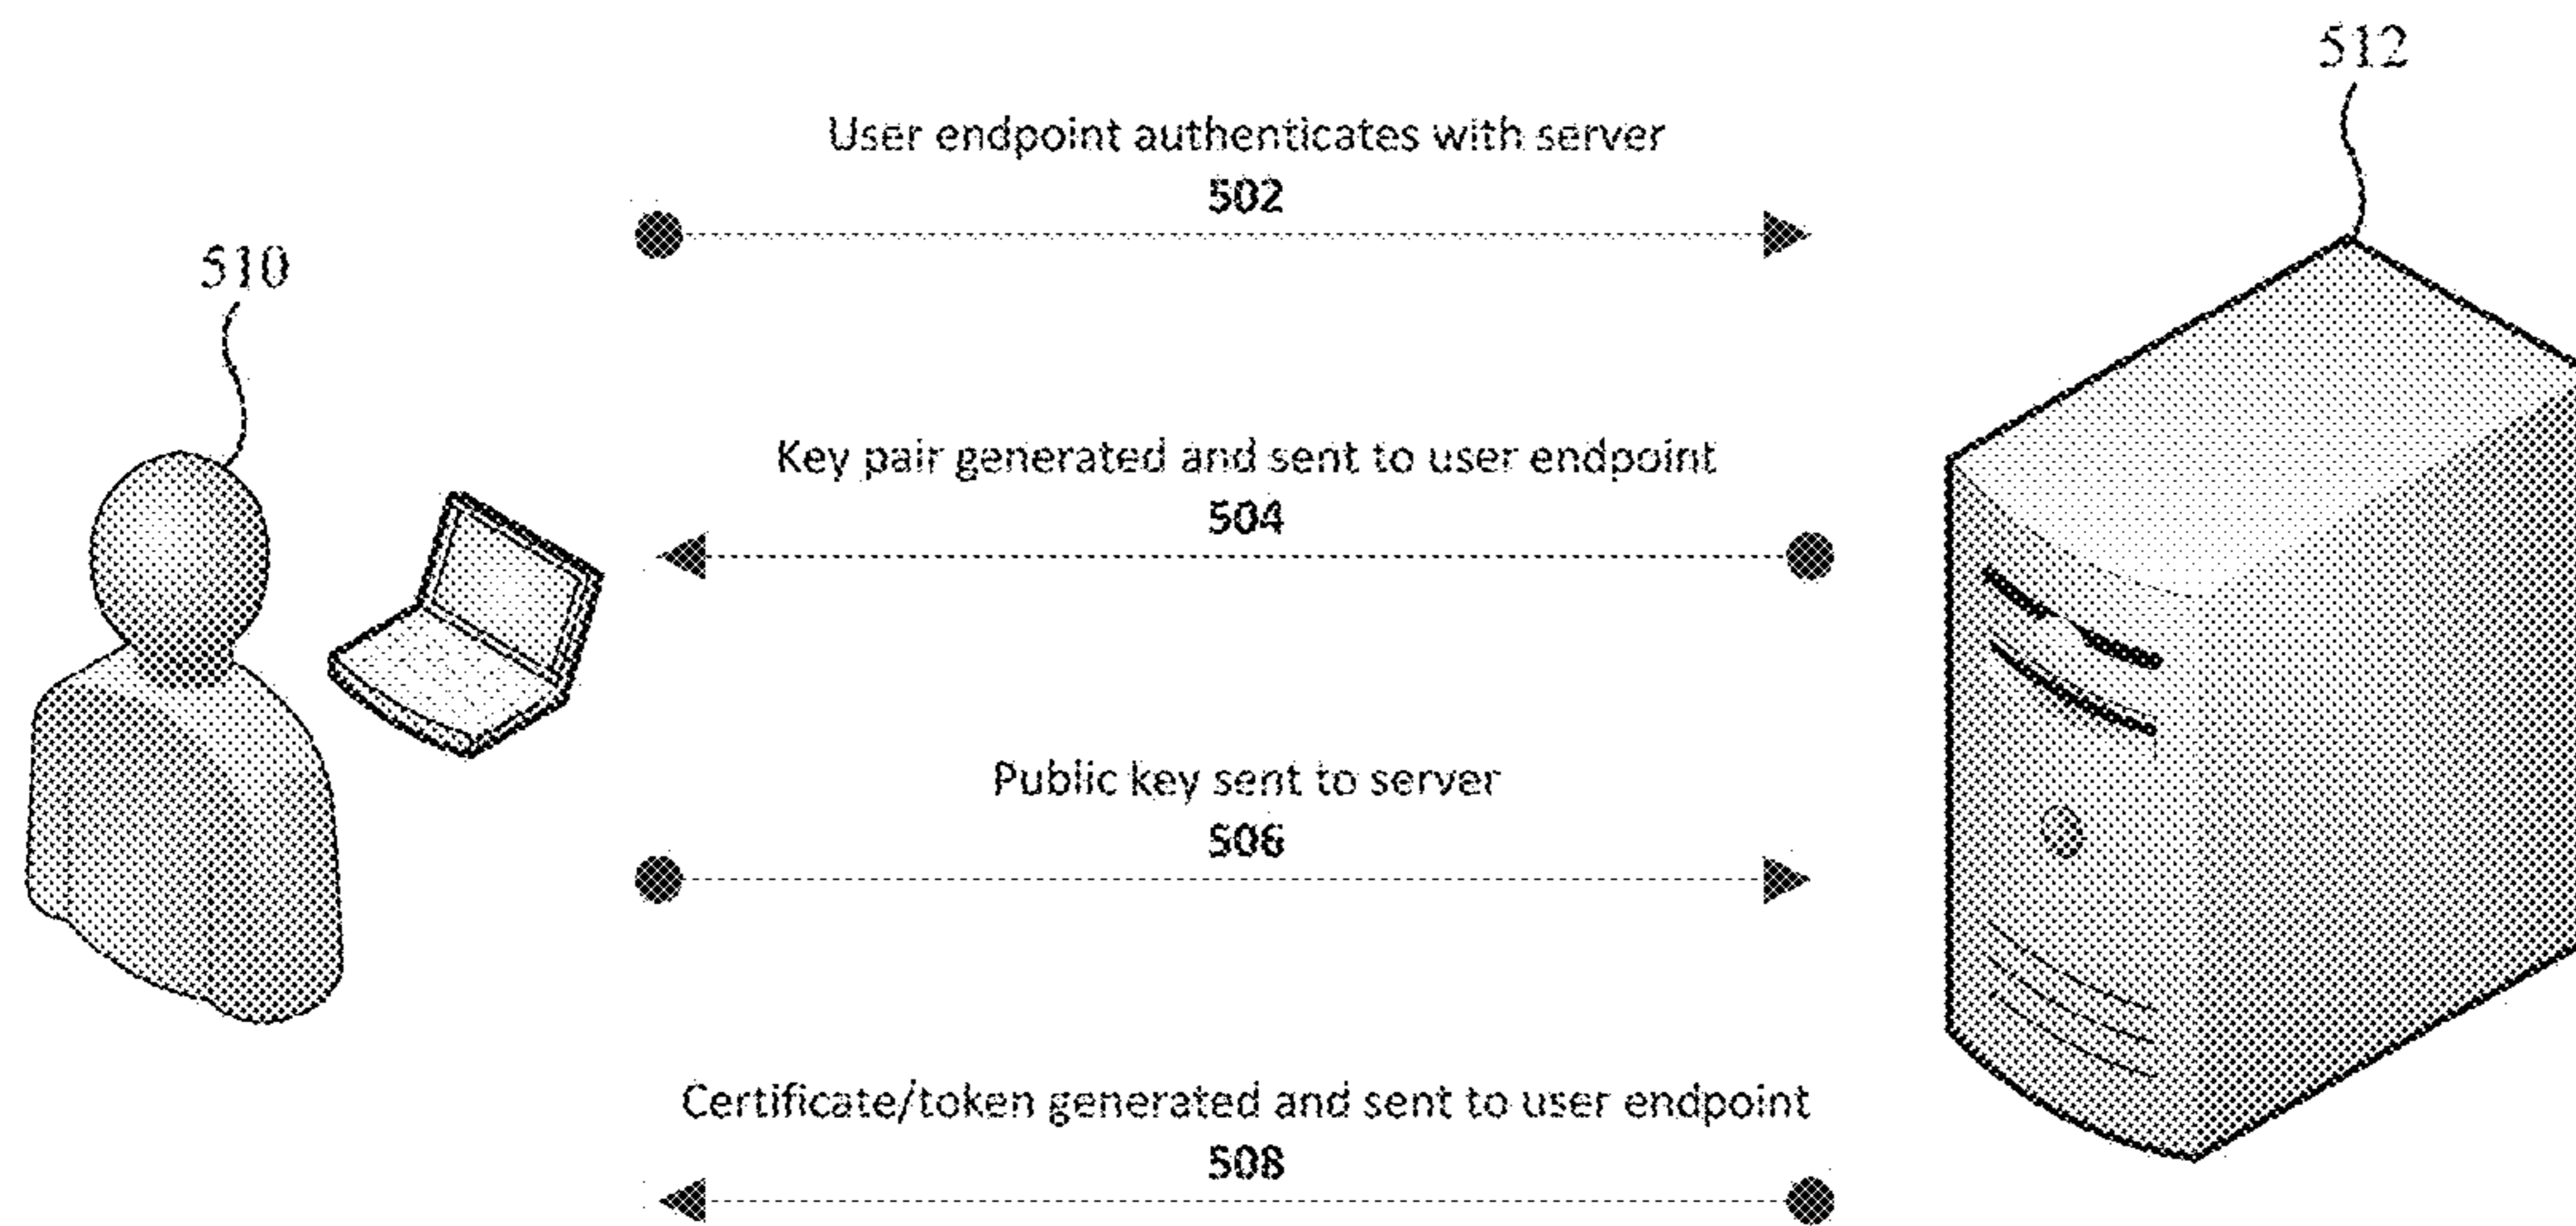 512
User endpoint authenticates with server
502
510
Key pair generated and sent to user endpoint
504
Public key sent to server
506
Certificate/token generated and sent to user endpoint
508